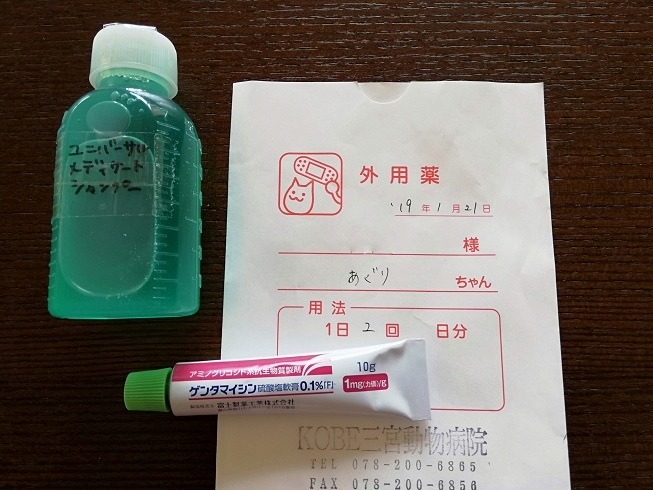 ユニバーサル
メディケート
シャンプー
外用薬
'19年1月21日
様
あぐり ちゃん
用法
1日2回 日分
アミノグリコシド系抗生物質製剤
ゲンタマイシン硫酸塩軟膏0.1%「F」
10g
1mg(力価)/g
富士製薬工業株式会社
KOBE三宮動物病院
TEL 078-200-6865
FAX 078-200-6856